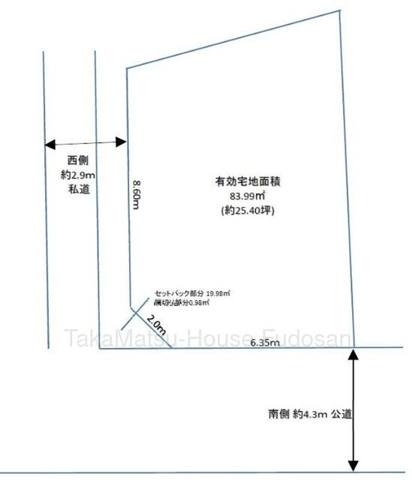 西側
約2.9m
私道
8.60m
有効宅地面積
83.99㎡
(約25.40坪)
セットバック部分 19.98㎡
隅切り部分0.98㎡
2.0m
TakaMatsu-House Fudosan
6.35m
南側 約4.3m 公道